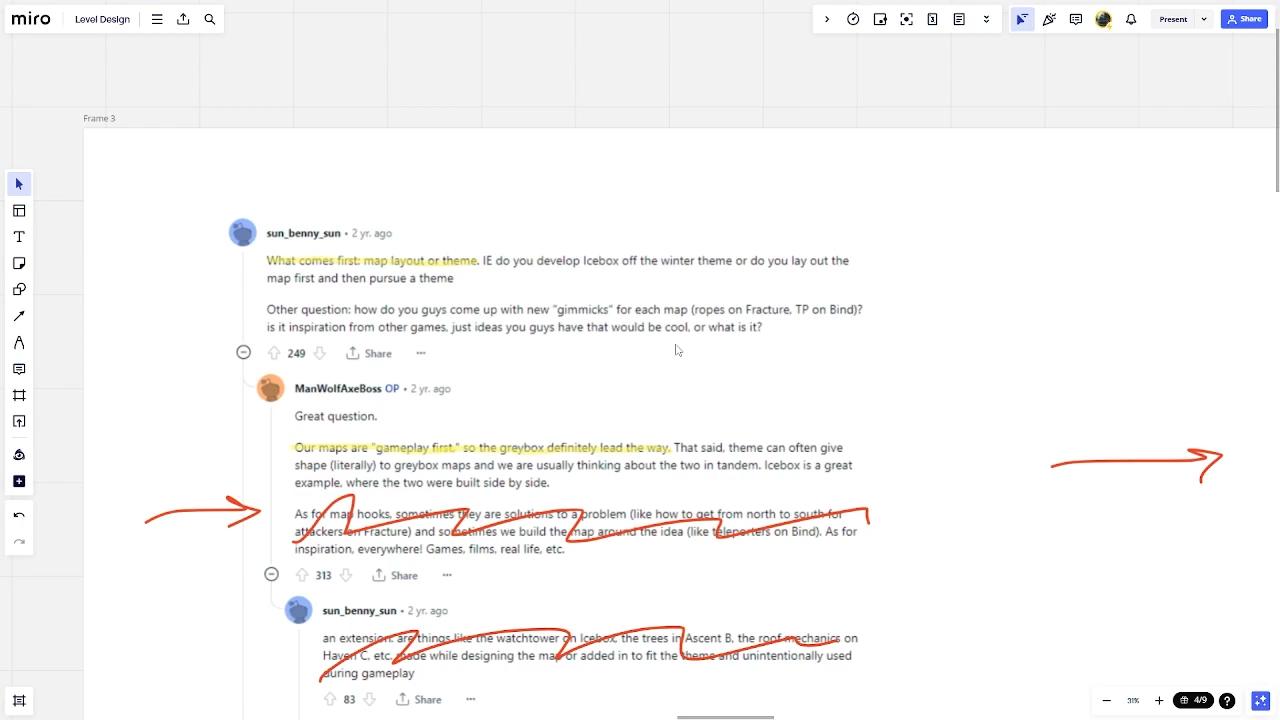 miro
Level Design
Present
Share
Frame 3
sun_benny_sun • 2 yr. ago
What comes first: map layout or theme. IE do you develop Icebox off the winter theme or do you lay out the
map first and then pursue a theme
Other question: how do you guys come up with new "gimmicks" for each map (ropes on Fracture, TP on Bind)?
is it inspiration from other games, just ideas you guys have that would be cool, or what is it?
249 Share
ManWolfAxeBoss OP • 2 yr. ago
Great question.
Our maps are "gameplay first," so the greybox definitely lead the way. That said, theme can often give
shape (literally) to greybox maps and we are usually thinking about the two in tandem. Icebox is a great
example, where the two were built side by side.
As for map hooks, sometimes they are solutions to a problem (like how to get from north to south for
attackers on Fracture) and sometimes we build the map around the idea (like teleporters on Bind). As for
inspiration, everywhere! Games, films, real life, etc.
313 Share
sun_benny_sun • 2 yr. ago
an extension: are things like the watchtower on Icebox, the trees in Ascent B, the roof mechanics on
Haven C, etc. made while designing the map or added in to fit the theme and unintentionally used
during gameplay
83 Share
31%
4/9